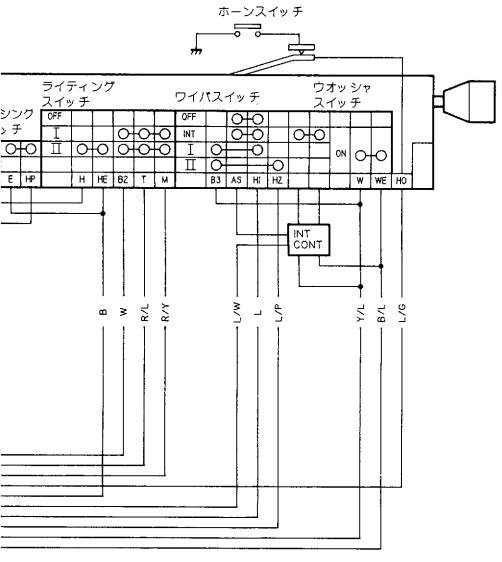 ホーンスイッチ
ライティング
スイッチ
ワイパスイッチ
ウオッシャ
スイッチ
シング
ッチ
OFF
I
II
OFF
INT
I
II
ON
E HP H HE B2 T M B3 AS H1 H2 W WE HO
INT
CONT
B W R/L R/Y L/W L L/P Y/L B/L L/G